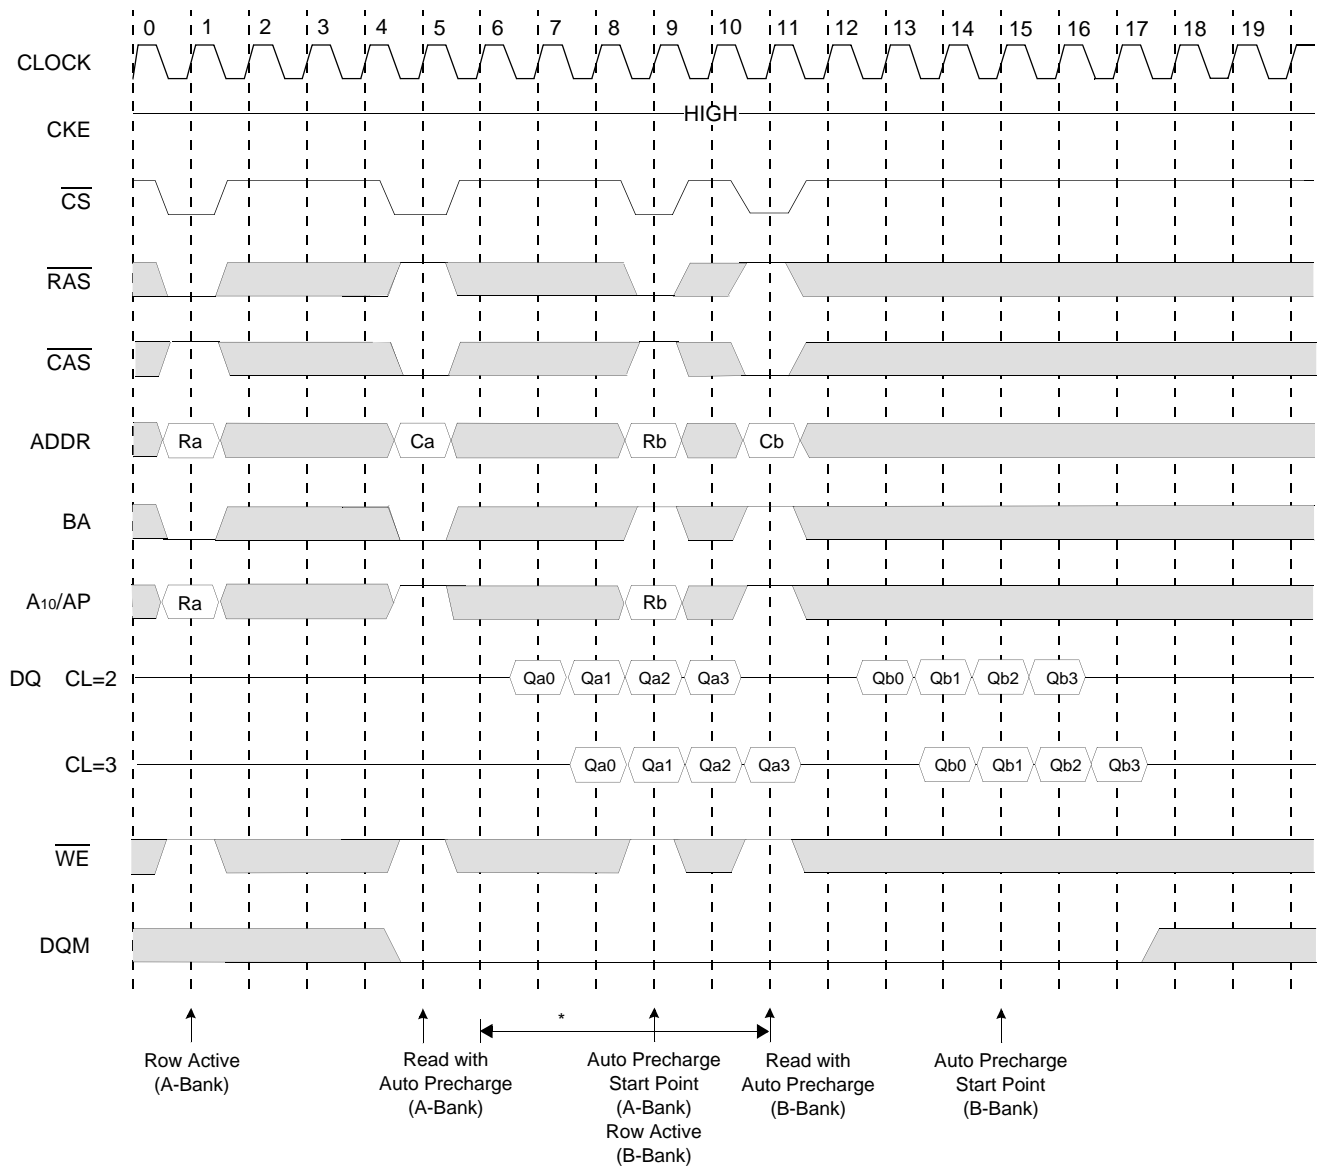 0 1 2 3 4 5 6 7 8 9 10 11 12 13 14 15 16 17 18 19
CLOCK
CKE HIGH
CS
RAS
CAS
ADDR Ra Ca Rb Cb
BA
A10/AP Ra Rb
DQ CL=2 Qa0 Qa1 Qa2 Qa3 Qb0 Qb1 Qb2 Qb3
CL=3 Qa0 Qa1 Qa2 Qa3 Qb0 Qb1 Qb2 Qb3
WE
DQM
*
Row Active
(A-Bank)
Read with
Auto Precharge
(A-Bank)
Auto Precharge
Start Point
(A-Bank)
Row Active
(B-Bank)
Read with
Auto Precharge
(B-Bank)
Auto Precharge
Start Point
(B-Bank)